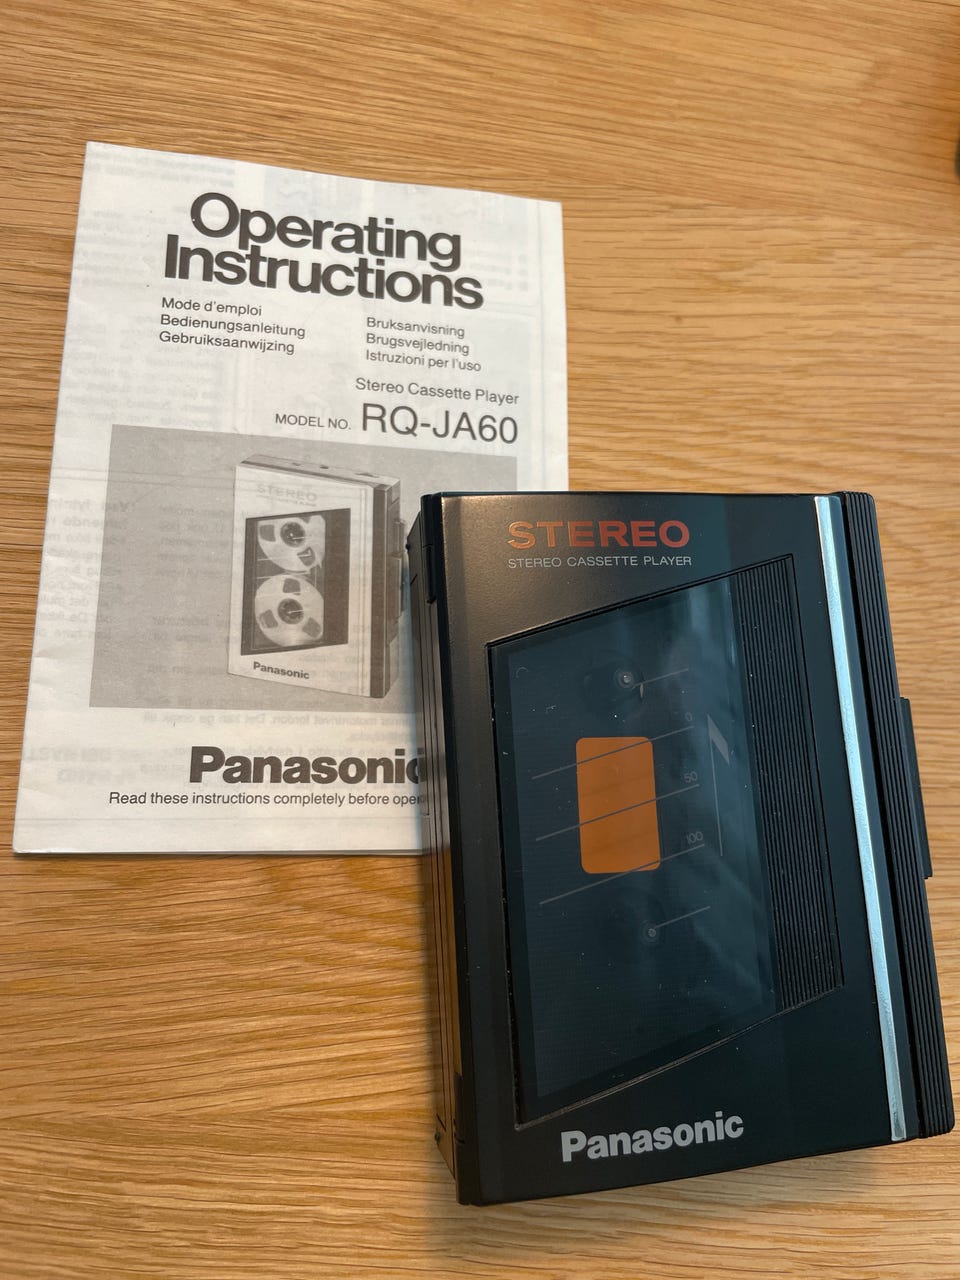 Operating
Instructions
Mode d'emploi
Bedienungsanleitung
Gebruiksaanwijzing
Bruksanvisning
Brugsvejledning
Istruzioni per l'uso
Stereo Cassette Player
MODEL NO. RQ-JA60
STEREO
Panasonic
Panasonic
Read these instructions completely before
STEREO
STEREO CASSETTE PLAYER
0
50
100
Panasonic